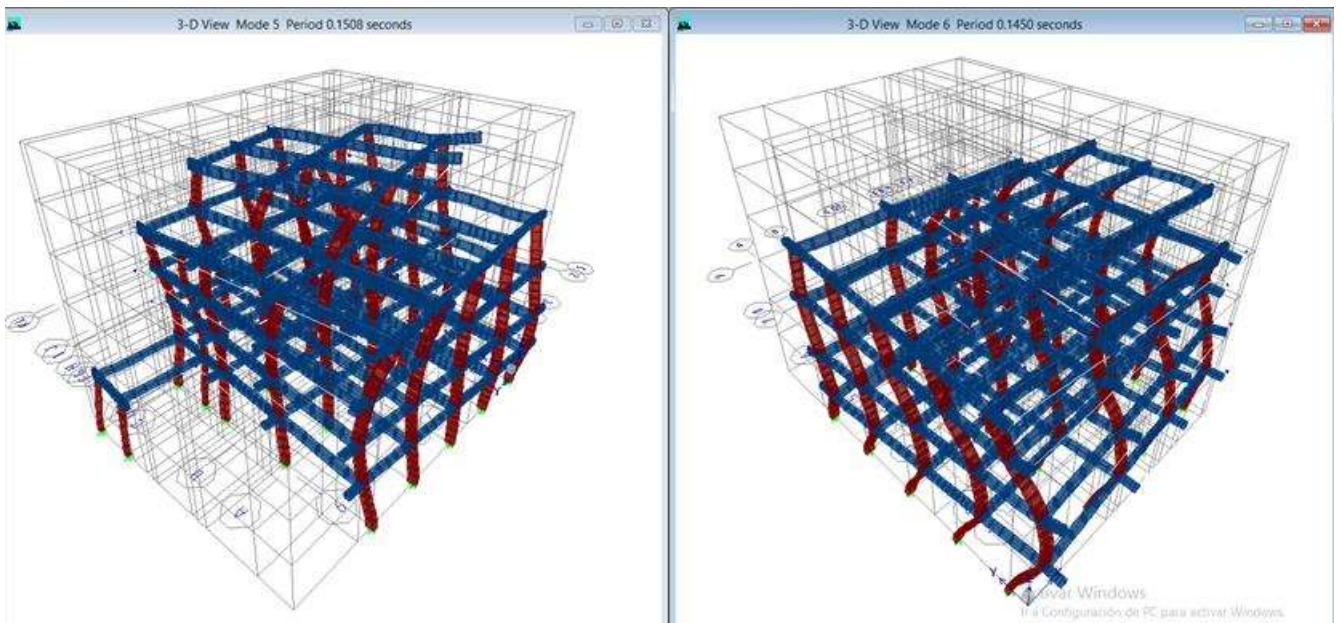 3-D View Mode 5 Period 0.1508 seconds
3-D View Mode 6 Period 0.1450 seconds
Activar Windows
Ir a Configuración de PC para activar Windows.